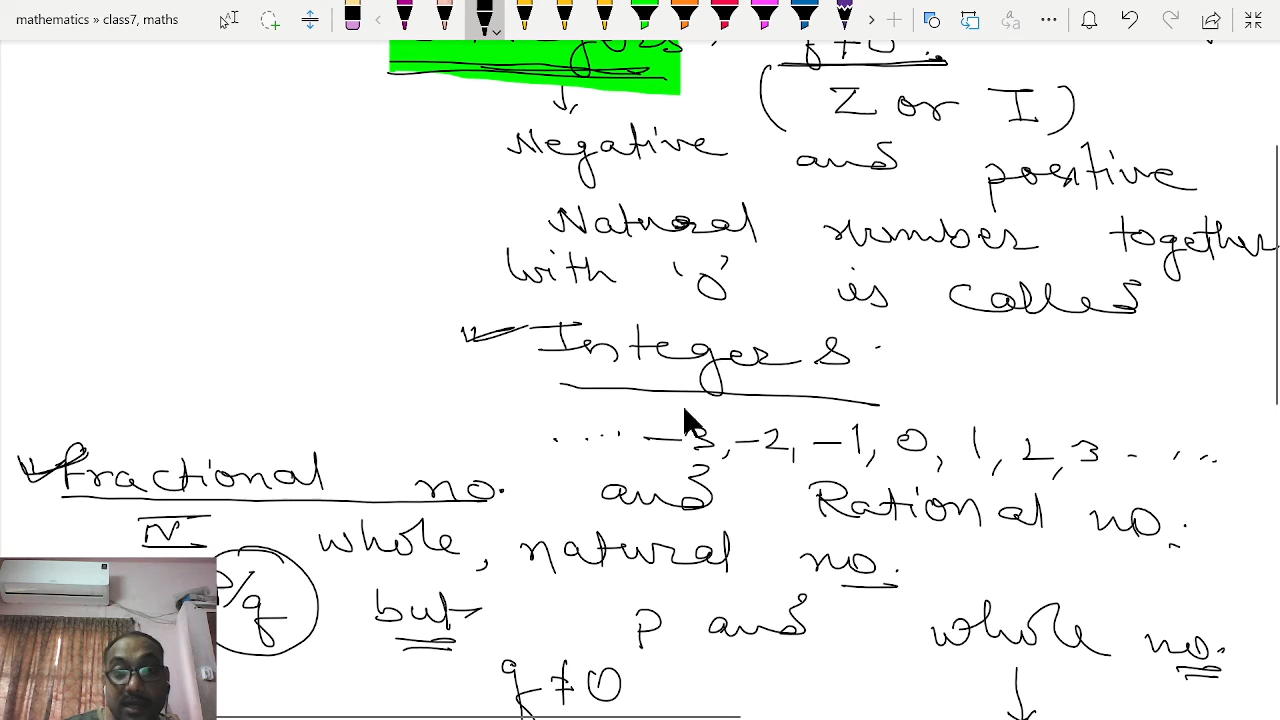 mathematics » class7, maths
q ≠ 0.
(Z or I)
Negative and positive
Natural number together
with '0' is called
Integers.
.... -3, -2, -1, 0, 1, 2, 3 .....
Fractional no. and Rational no.
N whole, natural no.
P/q but p and whole no.
q ≠ 0